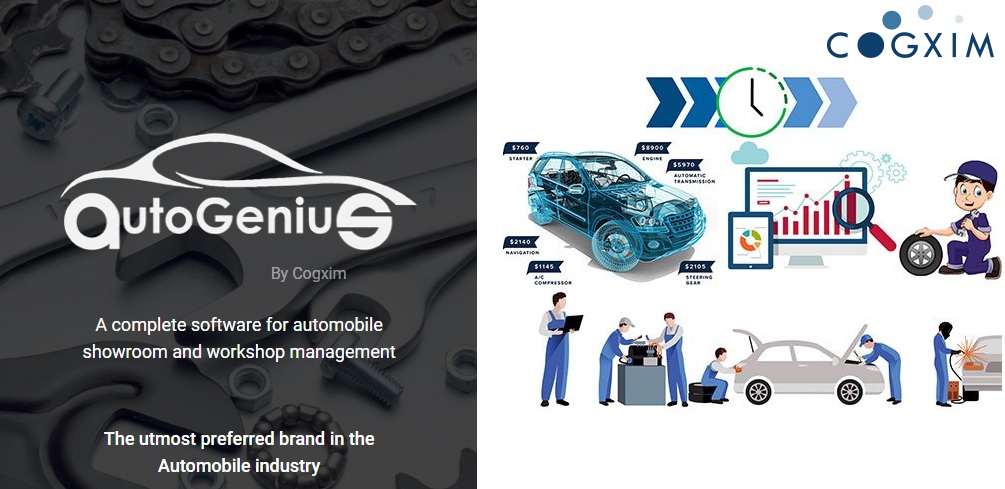 autoGenius
By Cogxim
A complete software for automobile
showroom and workshop management
The utmost preferred brand in the
Automobile industry
COGXIM
$760
STARTER
$8900
ENGINE
$5970
AUTOMATIC
TRANSMISSION
$2140
NAVIGATION
$1145
A/C
COMPRESSOR
$2105
STEERING
GEAR